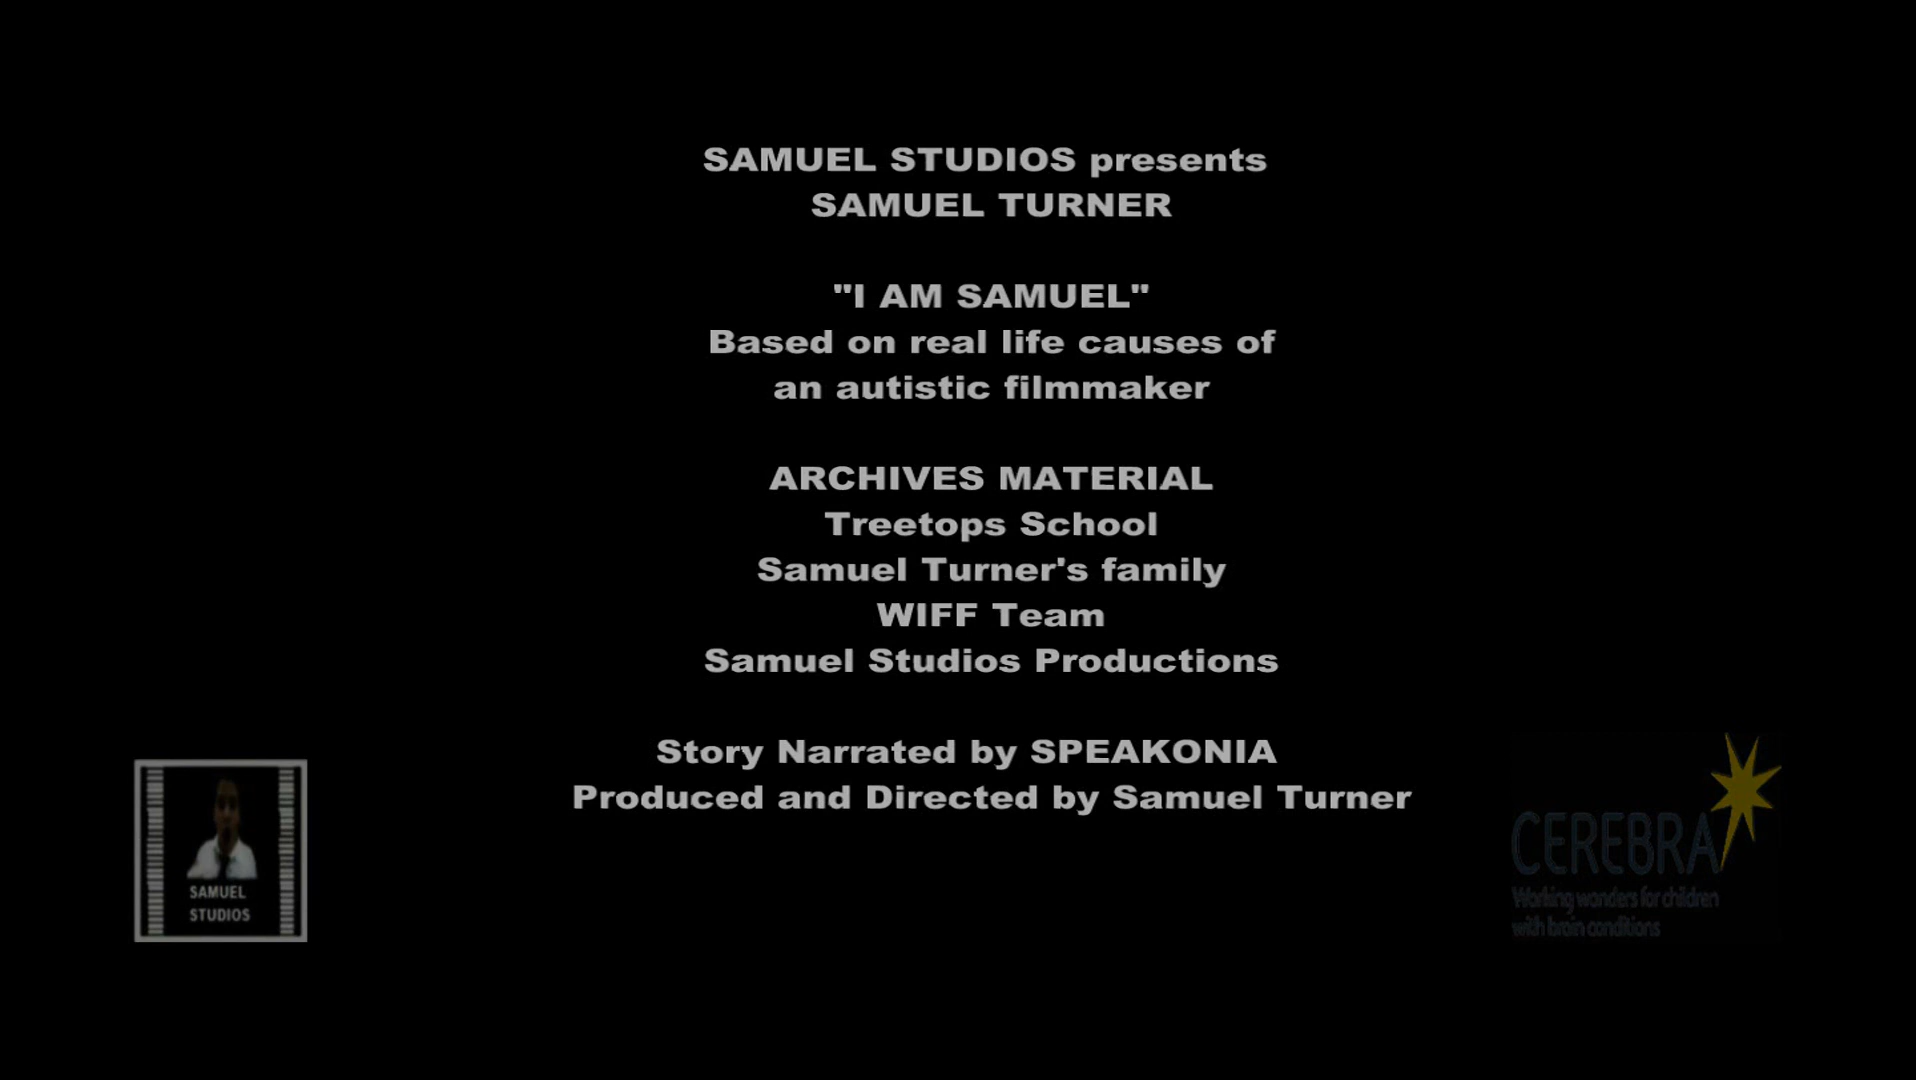 SAMUEL STUDIOS presents
SAMUEL TURNER
"I AM SAMUEL"
Based on real life causes of
an autistic filmmaker
ARCHIVES MATERIAL
Treetops School
Samuel Turner's family
WIFF Team
Samuel Studios Productions
Story Narrated by SPEAKONIA
Produced and Directed by Samuel Turner
SAMUEL
STUDIOS
CEREBRA
Working wonders for children
with brain conditions